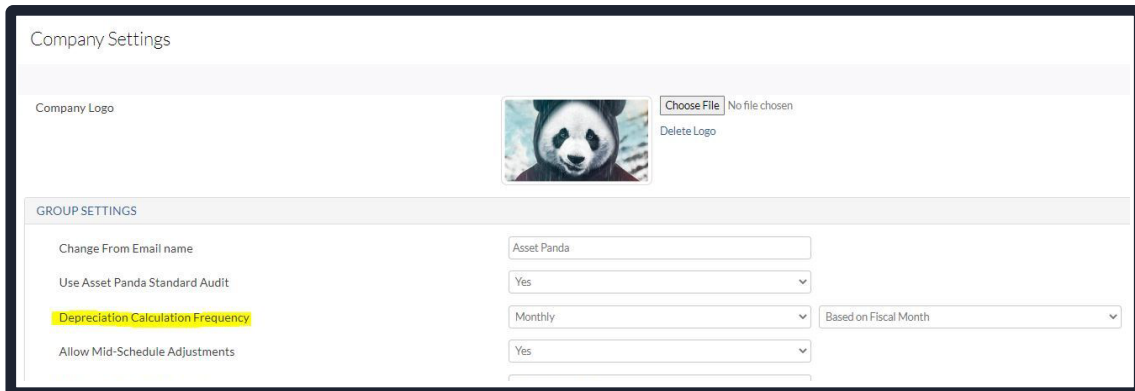 Company Settings
Company Logo
Choose File No file chosen
Delete Logo
GROUP SETTINGS
Change From Email name Asset Panda
Use Asset Panda Standard Audit Yes
Depreciation Calculation Frequency Monthly Based on Fiscal Month
Allow Mid-Schedule Adjustments Yes